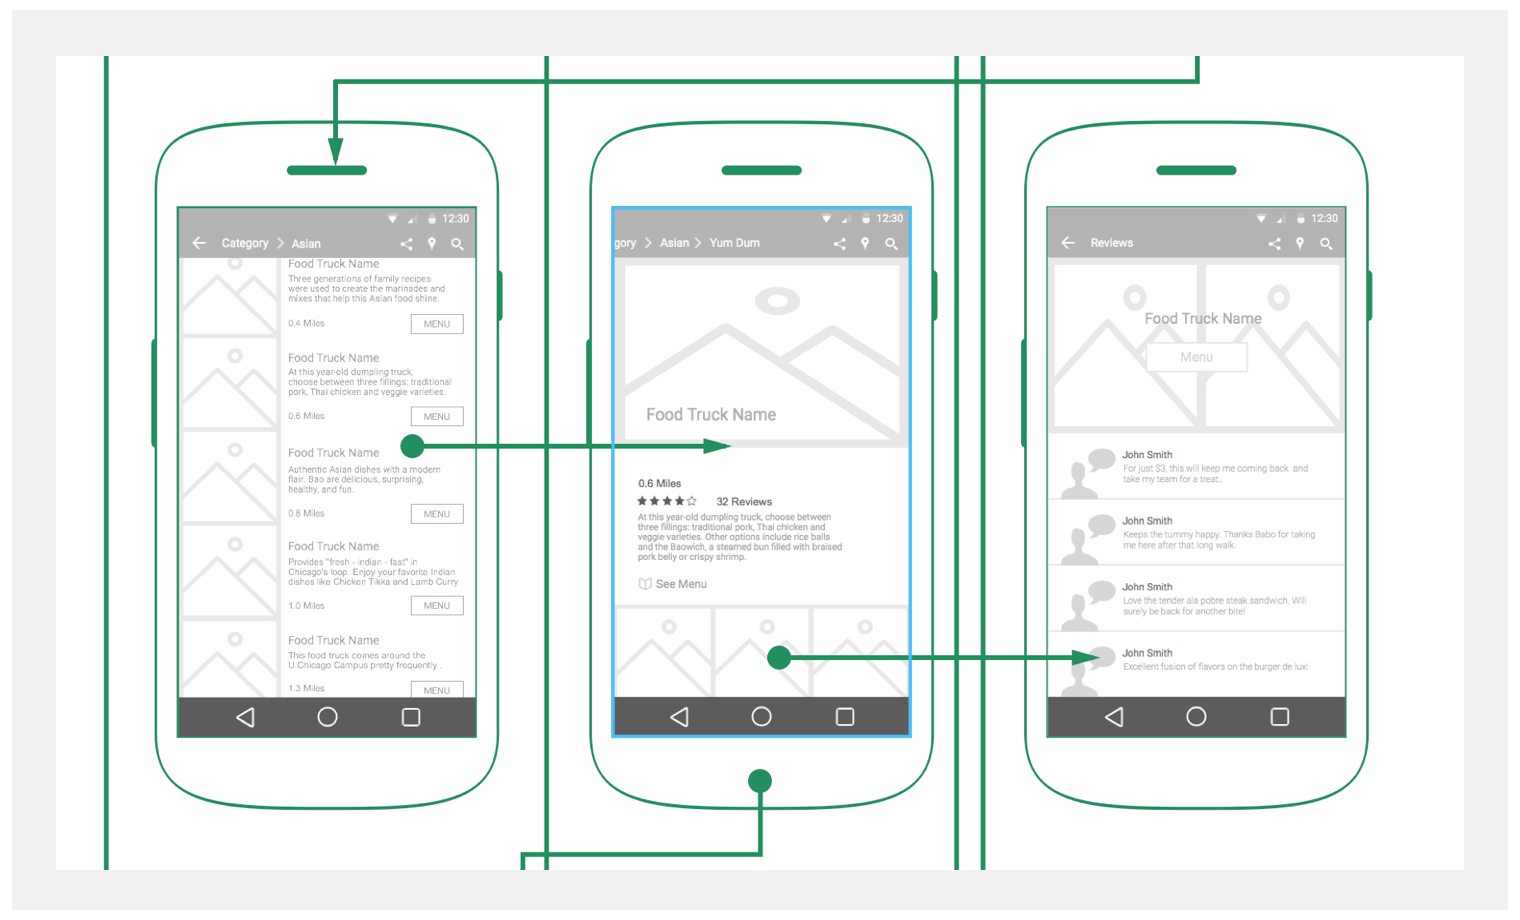 12:30
Category > Asian
Food Truck Name
Three generations of family recipes
were used to create the marinades and
mixes that help this Asian food shine.
0.4 Miles
MENU
Food Truck Name
At this year-old dumpling truck,
choose between three fillings: traditional
pork, Thai chicken and veggie varieties.
0.6 Miles
MENU
Food Truck Name
Authentic Asian dishes with a modern
flair. Bao are delicious, surprising,
healthy, and fun.
0.8 Miles
MENU
Food Truck Name
Provides "fresh - indian - fast" in
Chicago's loop. Enjoy your favorite Indian
dishes like Chicken Tikka and Lamb Curry
1.0 Miles
MENU
Food Truck Name
This food truck comes around the
U.Chicago Campus pretty frequently .
1.3 Miles
MENU
12:30
gory > Asian > Yum Dum
Food Truck Name
0.6 Miles
32 Reviews
At this year-old dumpling truck, choose between
three fillings: traditional pork, Thai chicken and
veggie varieties. Other options include rice balls
and the Baowich, a steamed bun filled with braised
pork belly or crispy shrimp.
See Menu
12:30
Reviews
Food Truck Name
Menu
John Smith
For just $3, this will keep me coming back and
take my team for a treat..
John Smith
Keeps the tummy happy. Thanks Babo for taking
me here after that long walk.
John Smith
Love the tender ala pobre steak sandwich. Will
surely be back for another bite!
John Smith
Excellent fusion of flavors on the burger de lux!